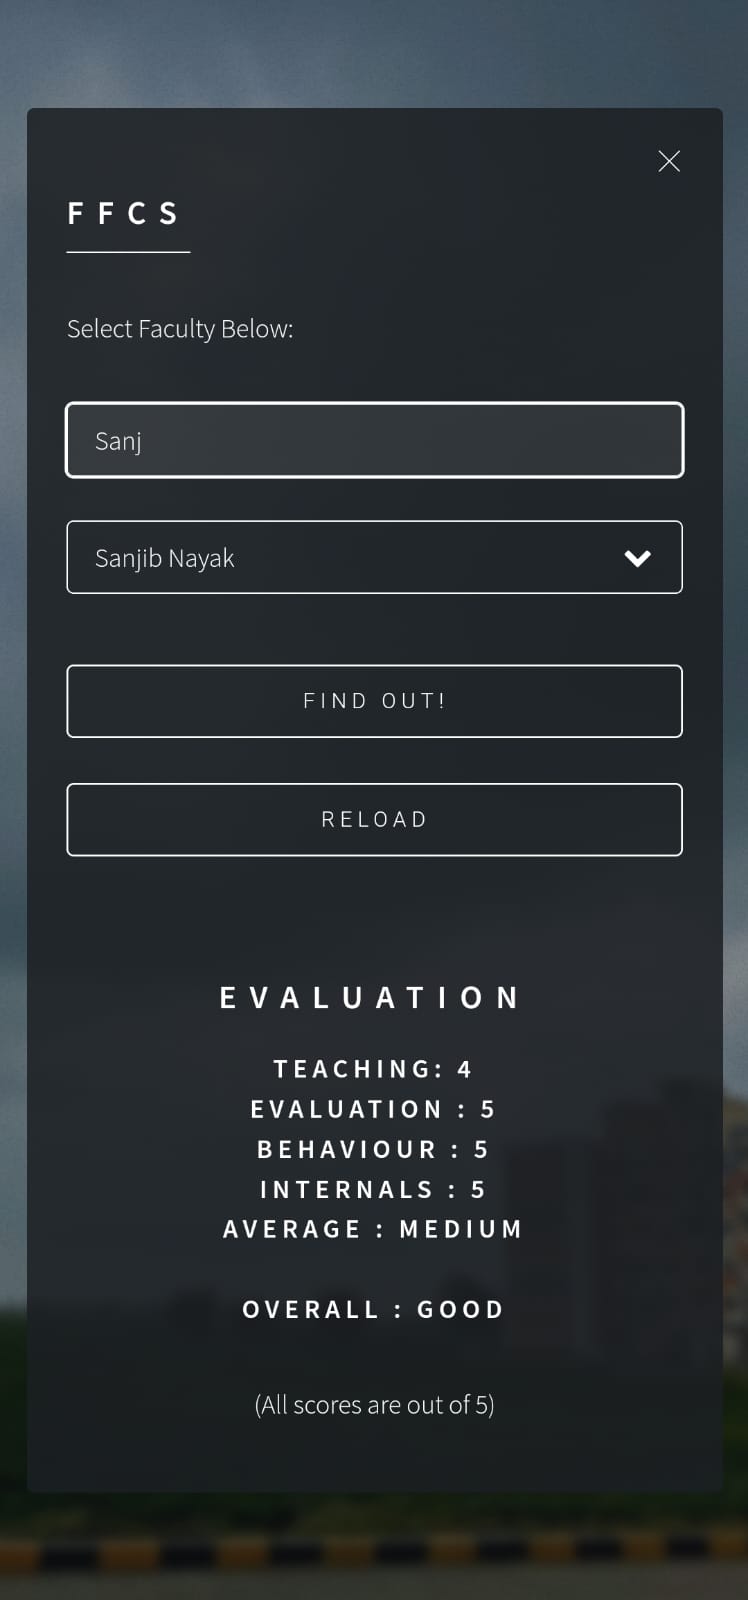 FFCS
Select Faculty Below:
Sanj
Sanjib Nayak
FIND OUT!
RELOAD
EVALUATION
TEACHING: 4
EVALUATION : 5
BEHAVIOUR : 5
INTERNALS : 5
AVERAGE : MEDIUM
OVERALL : GOOD
(All scores are out of 5)